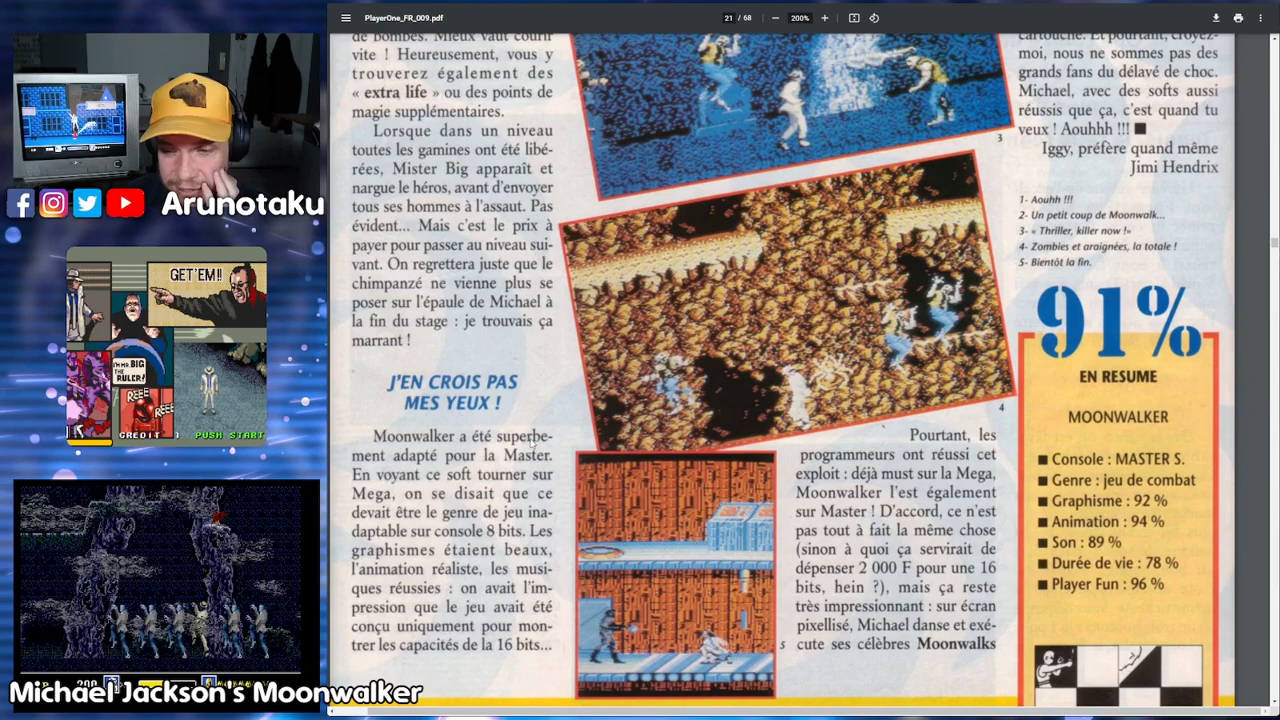 PlayerOne_FR_009.pdf
21 / 68
200%
Arunotaku
GET 'EM!!
I'M MR. BIG
THE
RULER!
REEE
REEE
CREDIT
PUSH START
Michael Jackson's Moonwalker
de bombes. Mieux vaut courir
vite ! Heureusement, vous y
trouverez également des
« extra life » ou des points de
magie supplémentaires.
Lorsque dans un niveau
toutes les gamines ont été libé-
rées, Mister Big apparaît et
nargue le héros, avant d'envoyer
tous ses hommes à l'assaut. Pas
évident... Mais c'est le prix à
payer pour passer au niveau sui-
vant. On regrettera juste que le
chimpanzé ne vienne plus se
poser sur l'épaule de Michael à
la fin du stage : je trouvais ça
marrant !
J'EN CROIS PAS
MES YEUX !
Moonwalker a été superbe-
ment adapté pour la Master.
En voyant ce soft tourner sur
Mega, on se disait que ce
devait être le genre de jeu ina-
daptable sur console 8 bits. Les
graphismes étaient beaux,
l'animation réaliste, les musi-
ques réussies : on avait l'im-
pression que le jeu avait été
conçu uniquement pour mon-
trer les capacités de la 16 bits...
3
4
5
Pourtant, les
programmeurs ont réussi cet
exploit : déjà must sur la Mega,
Moonwalker l'est également
sur Master ! D'accord, ce n'est
pas tout à fait la même chose
(sinon à quoi ça servirait de
dépenser 2 000 F pour une 16
bits, hein ?), mais ça reste
très impressionnant : sur écran
pixellisé, Michael danse et exé-
cute ses célèbres Moonwalks
cartouche. Et pourtant, croyez-
moi, nous ne sommes pas des
grands fans du délavé de choc.
Michael, avec des softs aussi
réussis que ça, c'est quand tu
veux ! Aouhhh !!! ■
Iggy, préfère quand même
Jimi Hendrix
1- Aouhh !!!
2- Un petit coup de Moonwalk...
3- « Thriller, killer now !»
4- Zombies et araignées, la totale !
5- Bientôt la fin.
91%
EN RESUME
MOONWALKER
■ Console : MASTER S.
■ Genre : jeu de combat
■ Graphisme : 92 %
■ Animation : 94 %
■ Son : 89 %
■ Durée de vie : 78 %
■ Player Fun : 96 %